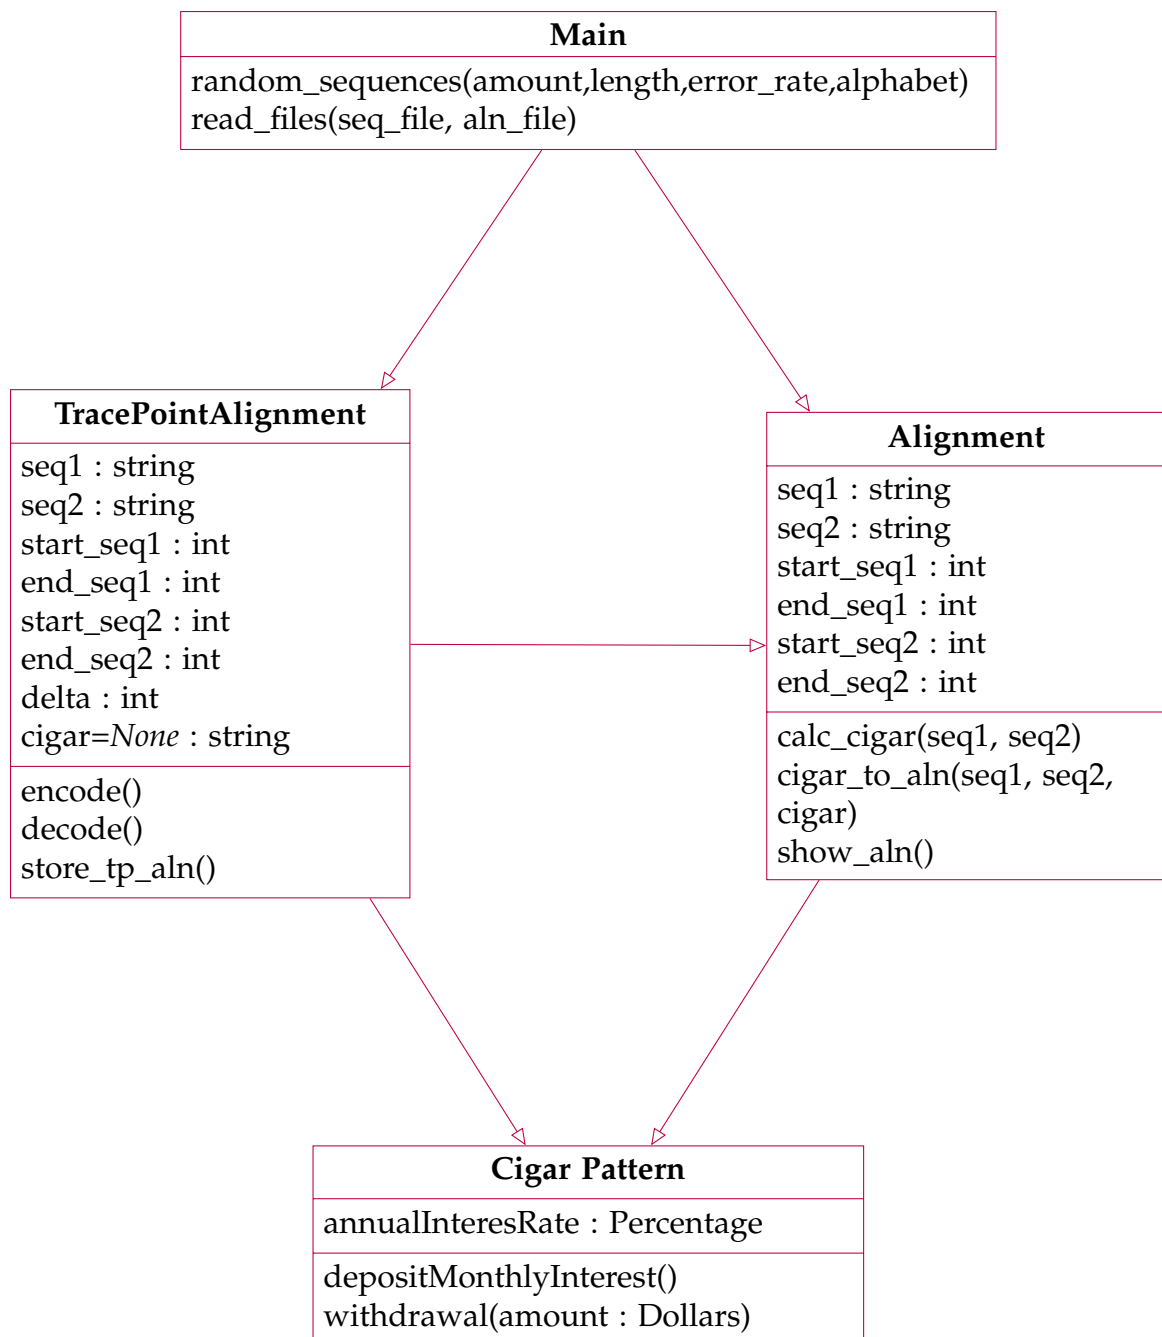 Main
random_sequences(amount,length,error_rate,alphabet)
read_files(seq_file, aln_file)
TracePointAlignment
seq1 : string
seq2 : string
start_seq1 : int
end_seq1 : int
start_seq2 : int
end_seq2 : int
delta : int
cigar=None : string
encode()
decode()
store_tp_aln()
Alignment
seq1 : string
seq2 : string
start_seq1 : int
end_seq1 : int
start_seq2 : int
end_seq2 : int
calc_cigar(seq1, seq2)
cigar_to_aln(seq1, seq2,
cigar)
show_aln()
Cigar Pattern
annualInteresRate : Percentage
depositMonthlyInterest()
withdrawal(amount : Dollars)